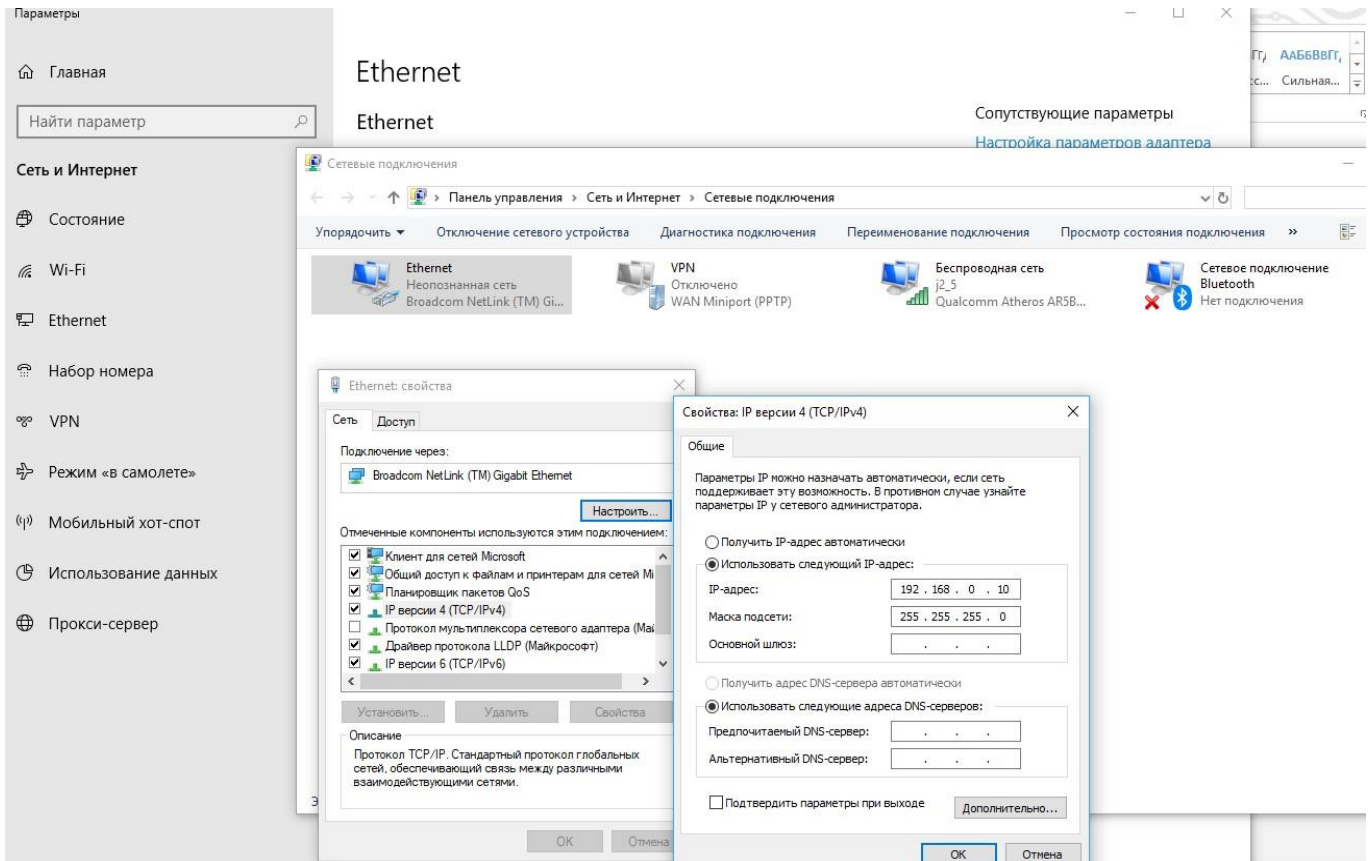 Параметры
Главная
Найти параметр
Сеть и Интернет
Состояние
Wi-Fi
Ethernet
Набор номера
VPN
Режим «в самолете»
Мобильный хот-спот
Использование данных
Прокси-сервер
Ethernet
Ethernet
Сопутствующие параметры
Настройка параметров адаптера
АаБбВвГг,
Сильная...
Сетевые подключения
Панель управления › Сеть и Интернет › Сетевые подключения
Упорядочить Отключение сетевого устройства Диагностика подключения Переименование подключения Просмотр состояния подключения »
Ethernet
Неопознанная сеть
Broadcom NetLink (TM) Gi...
VPN
Отключено
WAN Miniport (PPTP)
Беспроводная сеть
j2_5
Qualcomm Atheros AR5B...
Сетевое подключение
Bluetooth
Нет подключения
Ethernet: свойства
Сеть Доступ
Подключение через:
Broadcom NetLink (TM) Gigabit Ethernet
Настроить...
Отмеченные компоненты используются этим подключением:
Клиент для сетей Microsoft
Общий доступ к файлам и принтерам для сетей Mi
Планировщик пакетов QoS
IP версии 4 (TCP/IPv4)
Протокол мультиплексора сетевого адаптера (Май
Драйвер протокола LLDP (Майкрософт)
IP версии 6 (TCP/IPv6)
Установить... Удалить Свойства
Описание
Протокол TCP/IP. Стандартный протокол глобальных
сетей, обеспечивающий связь между различными
взаимодействующими сетями.
ОК Отмена
Свойства: IP версии 4 (TCP/IPv4)
Общие
Параметры IP можно назначать автоматически, если сеть
поддерживает эту возможность. В противном случае узнайте
параметры IP у сетевого администратора.
Получить IP-адрес автоматически
Использовать следующий IP-адрес:
IP-адрес: 192 . 168 . 0 . 10
Маска подсети: 255 . 255 . 255 . 0
Основной шлюз: . . .
Получить адрес DNS-сервера автоматически
Использовать следующие адреса DNS-серверов:
Предпочитаемый DNS-сервер: . . .
Альтернативный DNS-сервер: . . .
Подтвердить параметры при выходе
Дополнительно...
ОК Отмена